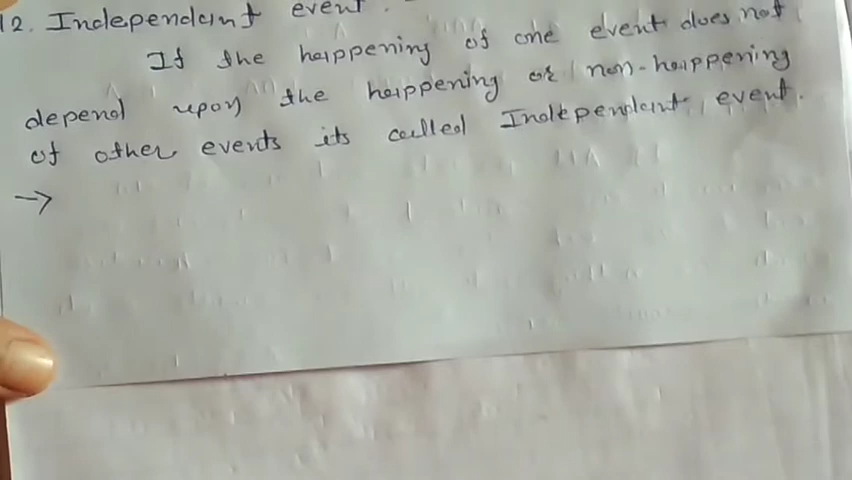 12. Independent event.
If the happening of one event does not
depend upon the happening or non-happening
of other events its called Independent event.
→